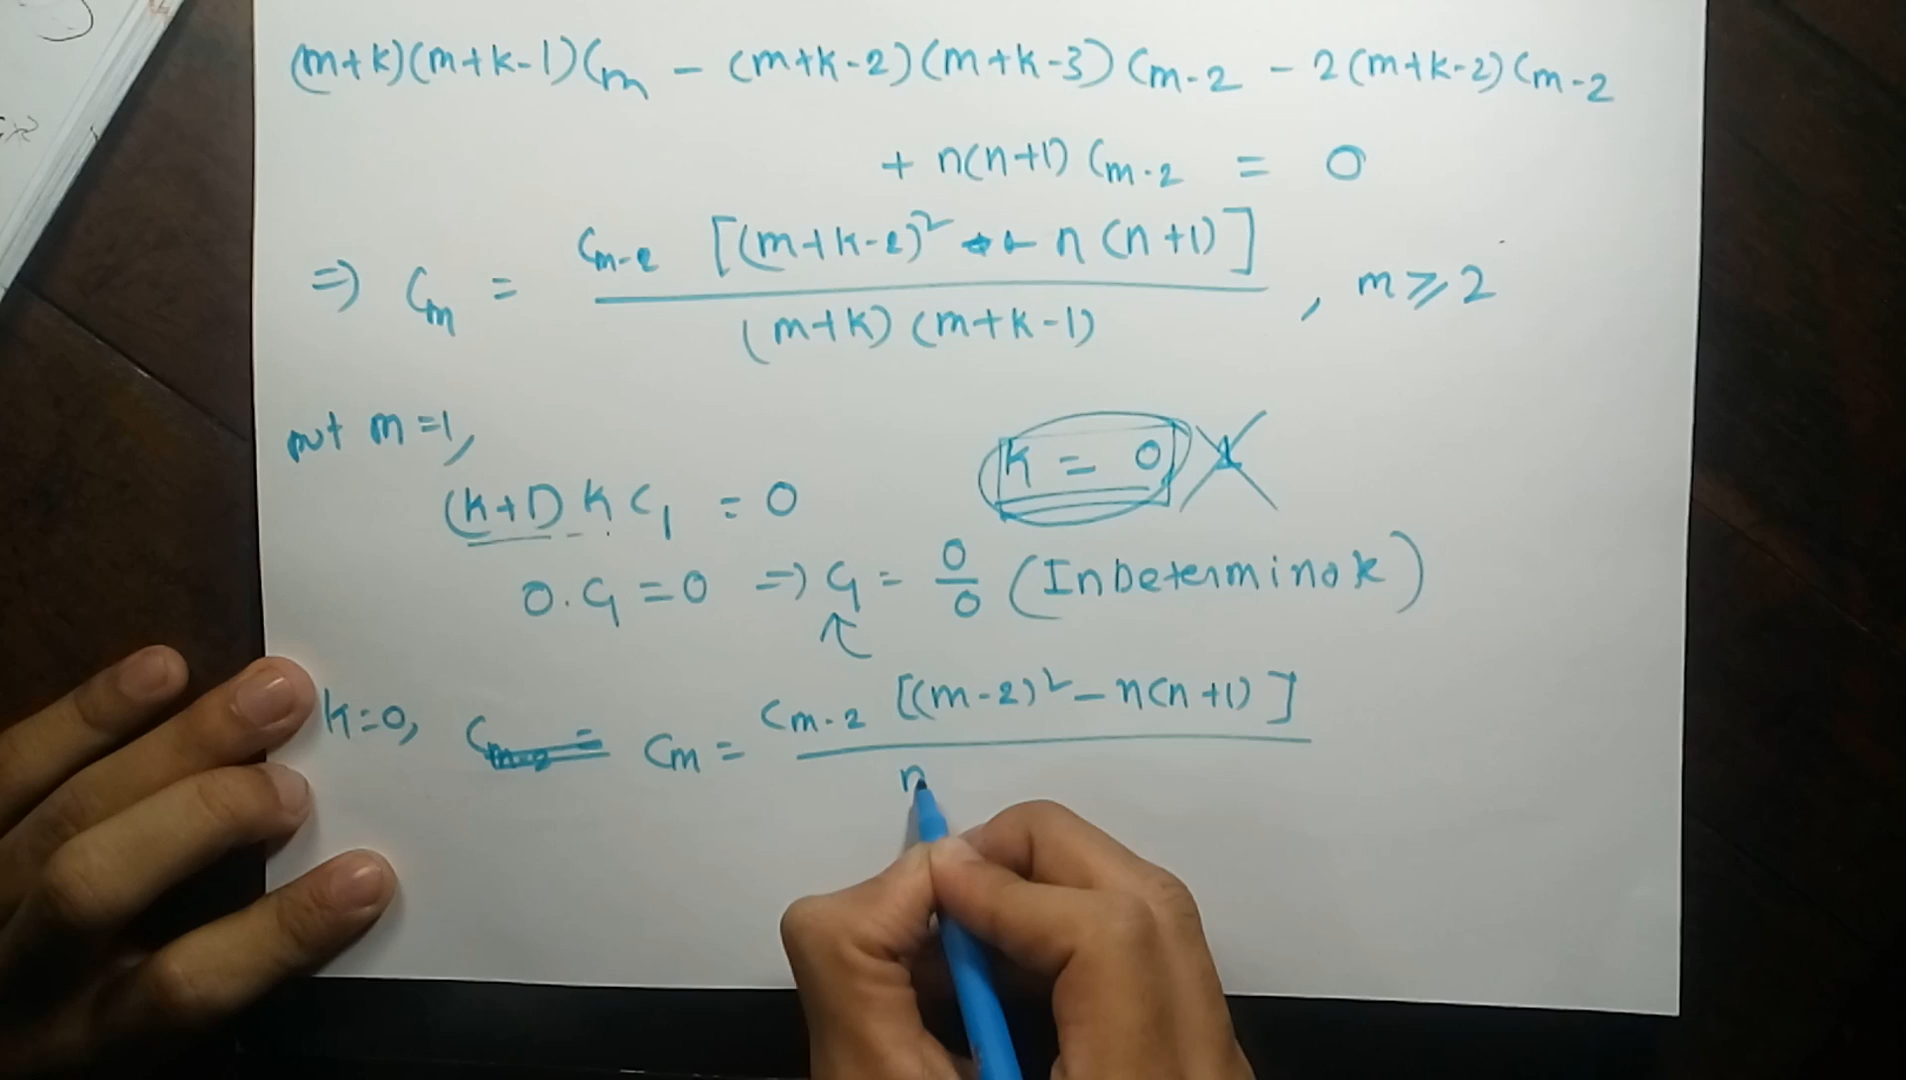 (m+k)(m+k-1)Cm - (m+k-2)(m+k-3)Cm-2 - 2(m+k-2)Cm-2
+ n(n+1) Cm-2 = 0
⇒ Cm = Cm-2 [(m+k-2)² - n(n+1)] / (m+k)(m+k-1) , m ≥ 2
put m=1,
k = 0
(k+1) k C1 = 0
0.C1 = 0 ⇒ C1 = 0/0 (Indeterminate)
k=0, Cm = Cm-2 [(m-2)² - n(n+1)]